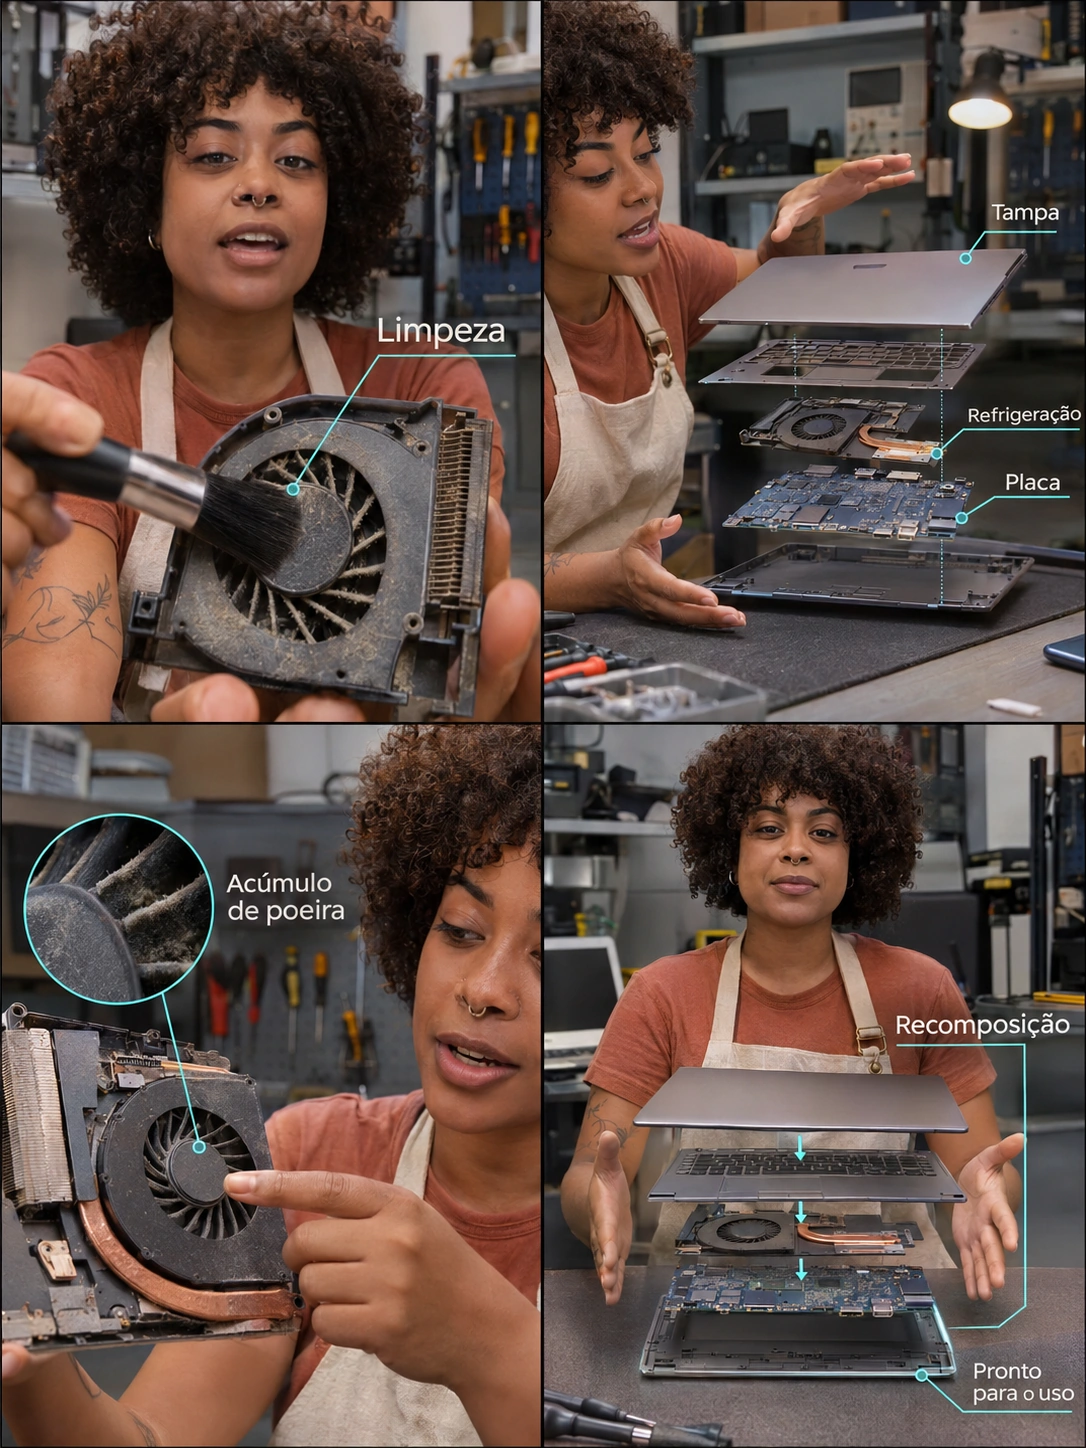 Limpeza
Tampa
Refrigeração
Placa
Acúmulo
de poeira
Recomposição
Pronto
para o uso